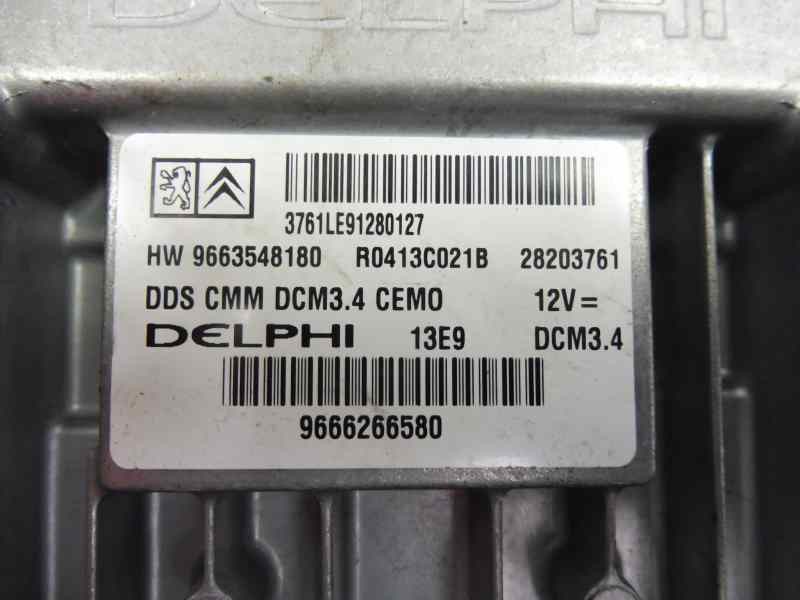 DELPHI
3761LE91280127
HW 9663548180 R0413C021B 28203761
DDS CMM DCM3.4 CEMO 12V=
DELPHI 13E9 DCM3.4
9666266580